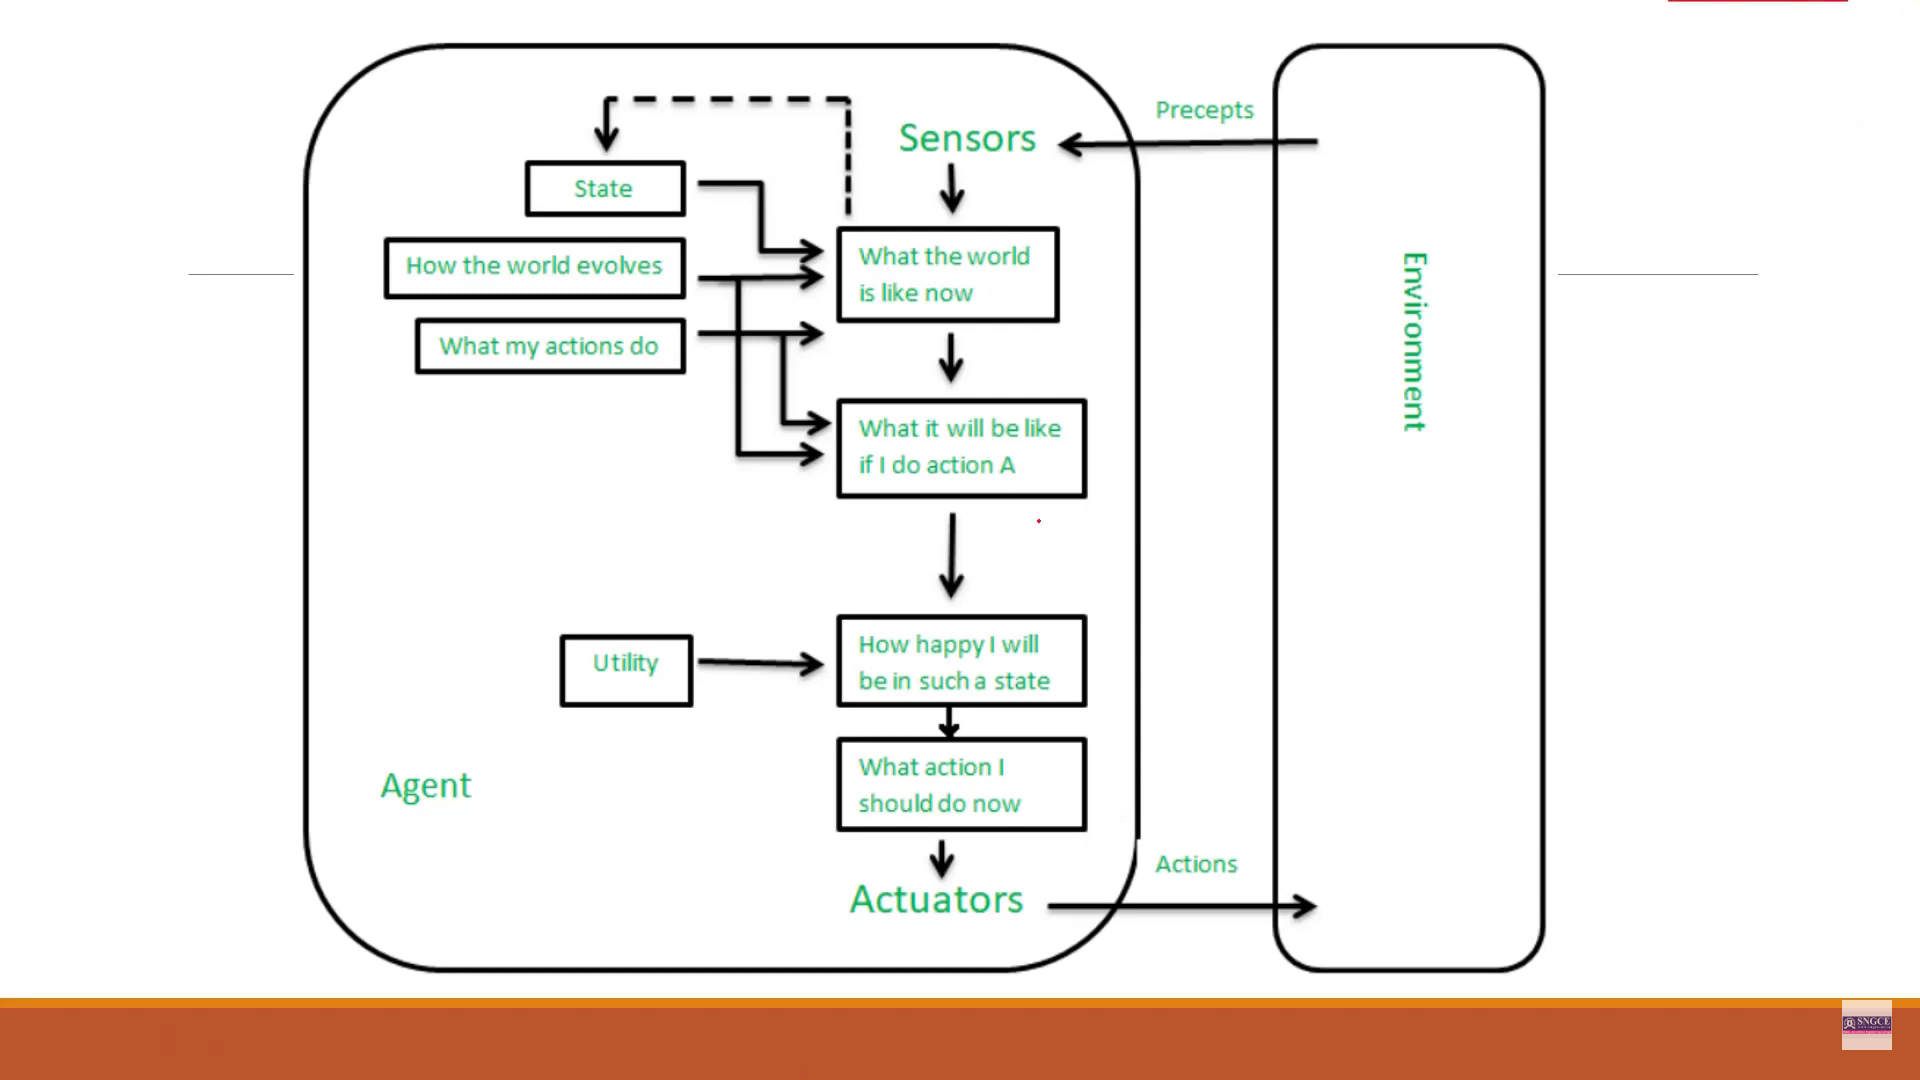 Precepts
Sensors
State
How the world evolves
What my actions do
What the world
is like now
What it will be like
if I do action A
Environment
Utility
How happy I will
be in such a state
What action I
should do now
Agent
Actuators
Actions
SNGCE